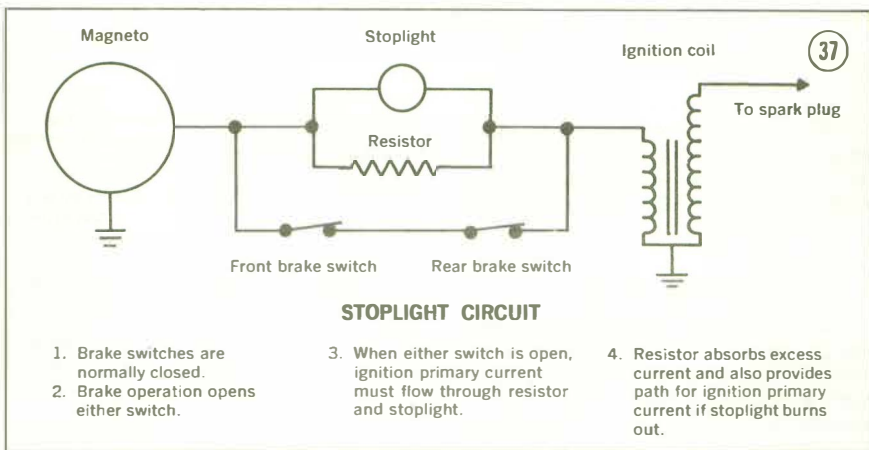 Magneto
Stoplight
Ignition coil
37
To spark plug
Resistor
Front brake switch
Rear brake switch
STOPLIGHT CIRCUIT
1. Brake switches are
normally closed.
2. Brake operation opens
either switch.
3. When either switch is open,
ignition primary current
must flow through resistor
and stoplight.
4. Resistor absorbs excess
current and also provides
path for ignition primary
current if stoplight burns
out.